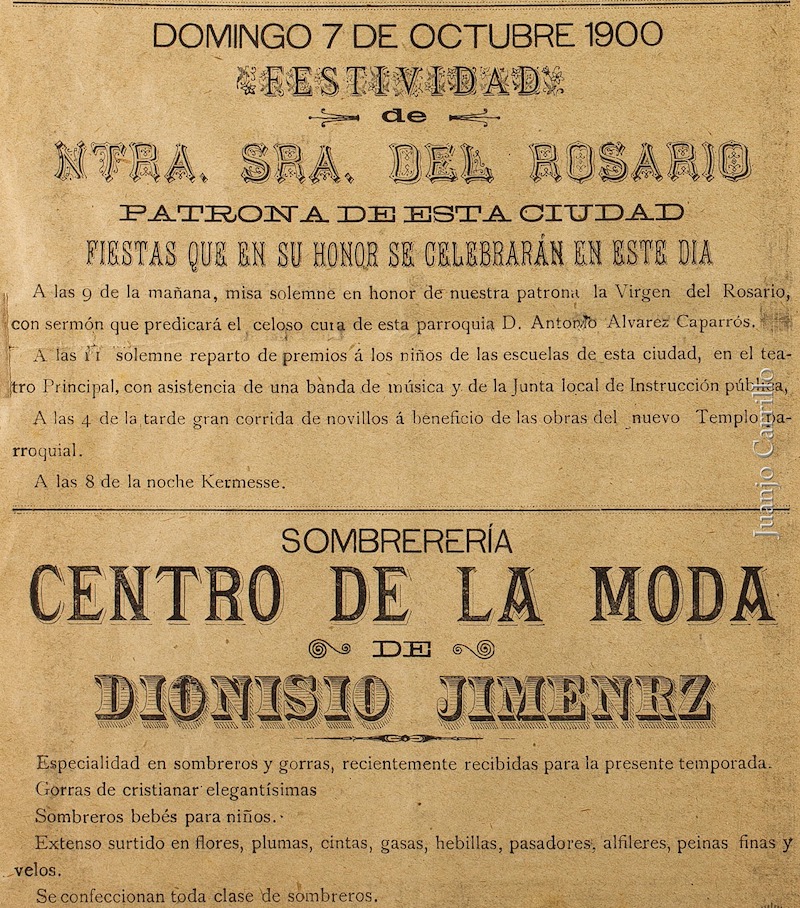 DOMINGO 7 DE OCTUBRE 1900
FESTIVIDAD
de
NTRA. SRA. DEL ROSARIO
PATRONA DE ESTA CIUDAD
FIESTAS QUE EN SU HONOR SE CELEBRARÁN EN ESTE DIA
A las 9 de la mañana, misa solemne en honor de nuestra patrona la Virgen del Rosario,
con sermón que predicará el celoso cura de esta parroquia D. Antonio Alvarez Caparrós.
A las 11 solemne reparto de premios á los niños de las escuelas de esta ciudad, en el tea-
tro Principal, con asistencia de una banda de música y de la Junta local de Instrucción pública,
A las 4 de la tarde gran corrida de novillos á beneficio de las obras del nuevo Templo pa-
rroquial.
A las 8 de la noche Kermesse.
Juanjo Carrillo
SOMBRERERÍA
CENTRO DE LA MODA
DE
DIONISIO JIMENRZ
Especialidad en sombreros y gorras, recientemente recibidas para la presente temporada.
Gorras de cristianar elegantísimas
Sombreros bebés para niños.
Extenso surtido en flores, plumas, cintas, gasas, hebillas, pasadores, alfileres, peinas finas y
velos.
Se confeccionan toda clase de sombreros.